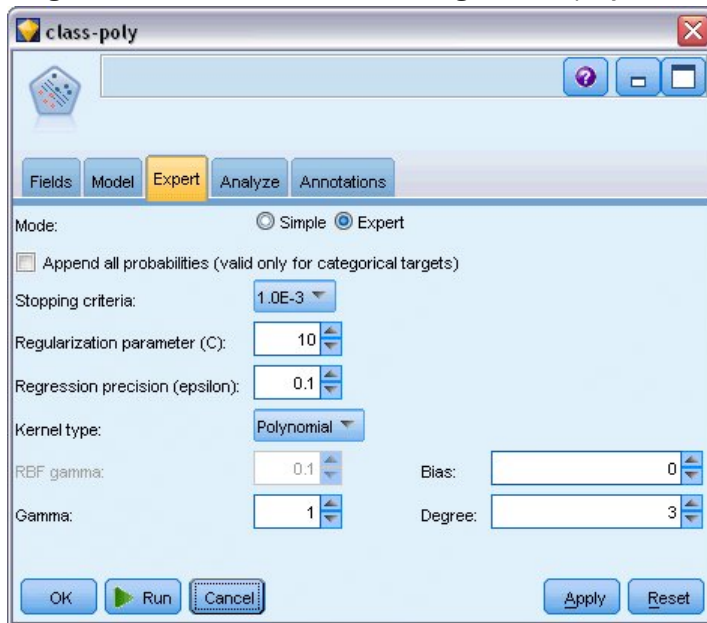 class-poly
Fields Model Expert Analyze Annotations
Mode: Simple Expert
Append all probabilities (valid only for categorical targets)
Stopping criteria: 1.0E-3
Regularization parameter (C): 10
Regression precision (epsilon): 0.1
Kernel type: Polynomial
RBF gamma: 0.1 Bias: 0
Gamma: 1 Degree: 3
OK Run Cancel Apply Reset